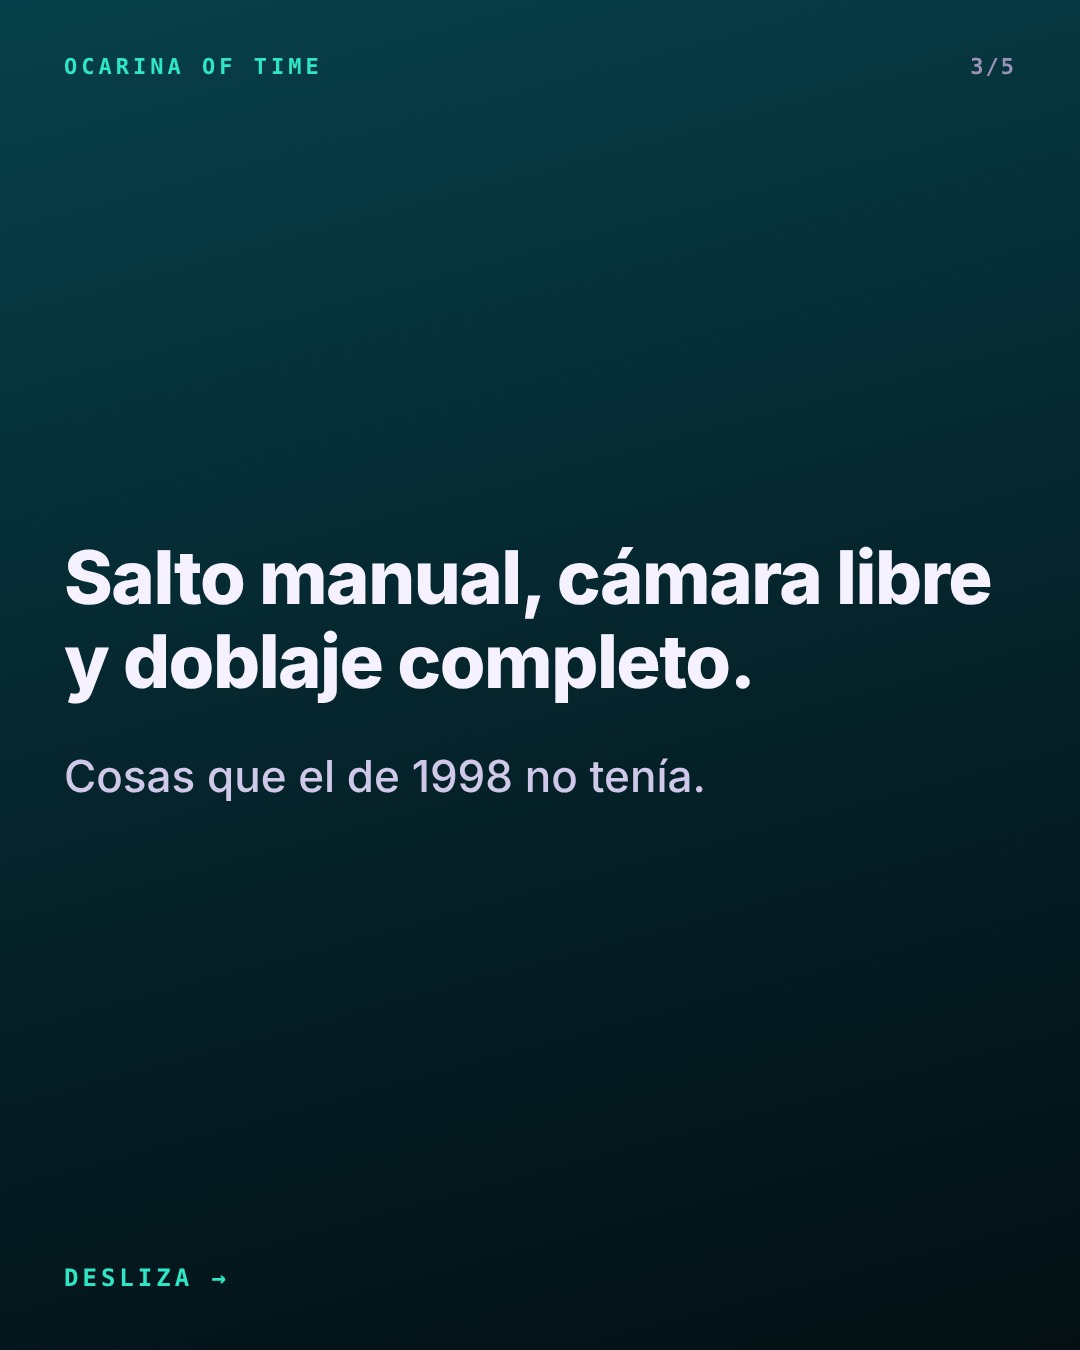 OCARINA OF TIME
3/5
Salto manual, cámara libre
y doblaje completo.
Cosas que el de 1998 no tenía.
DESLIZA →